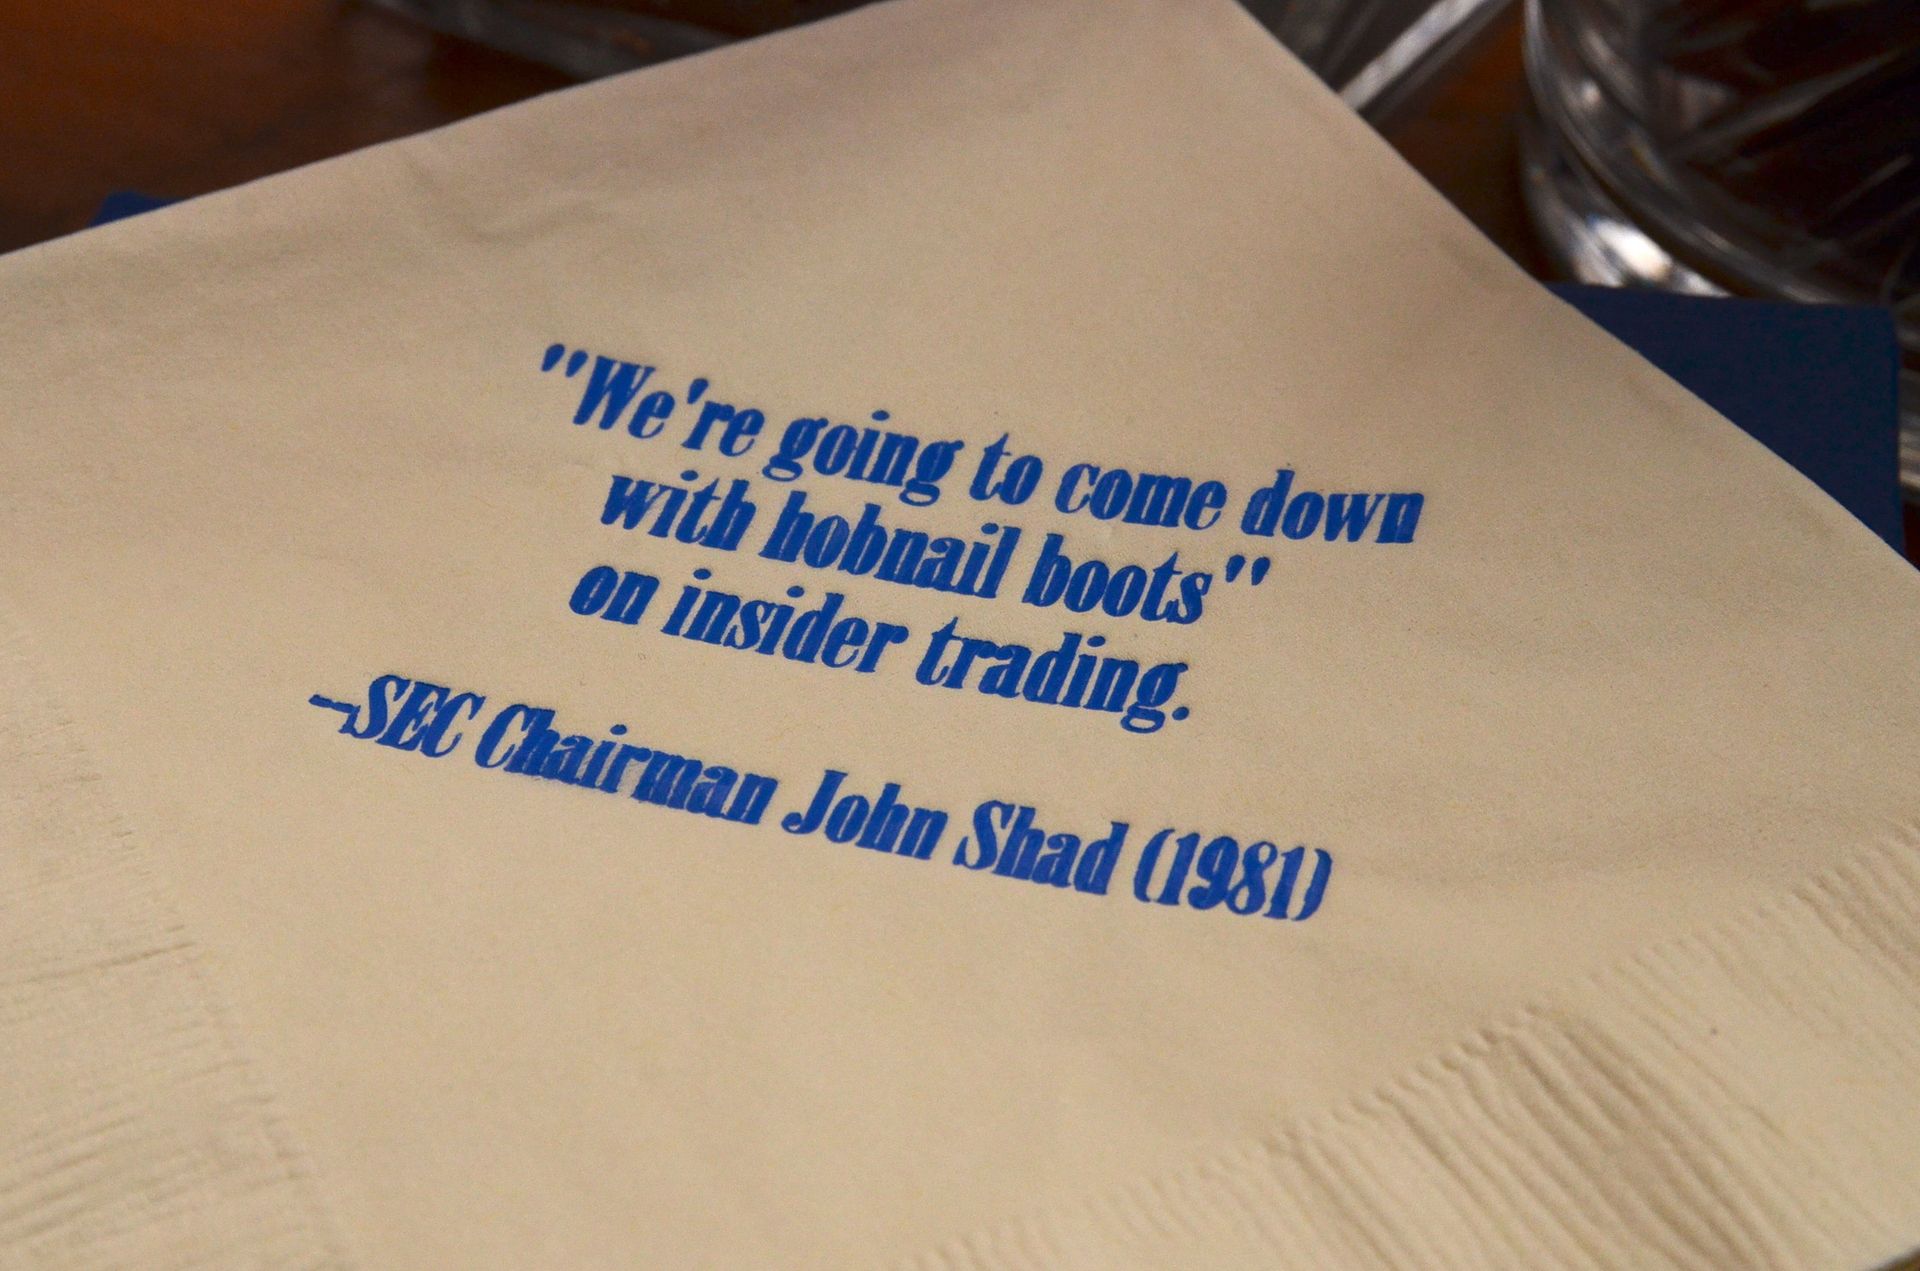 "We're going to come down
with hobnail boots"
on insider trading.
--SEC Chairman John Shad (1981)